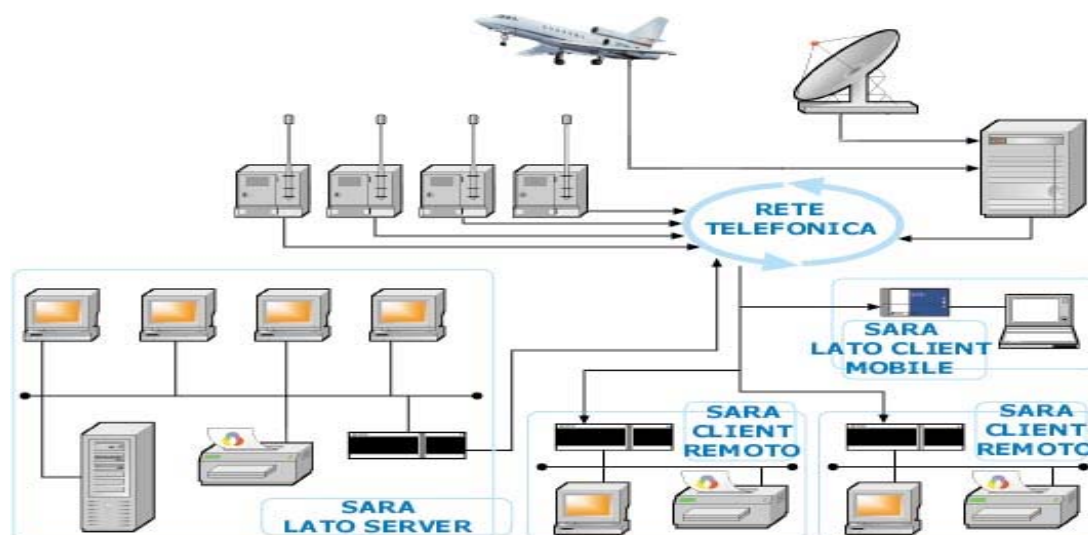 RETE
TELEFONICA
SARA
LATO CLIENT
MOBILE
SARA
CLIENT
REMOTO
SARA
CLIENT
REMOTO
SARA
LATO SERVER